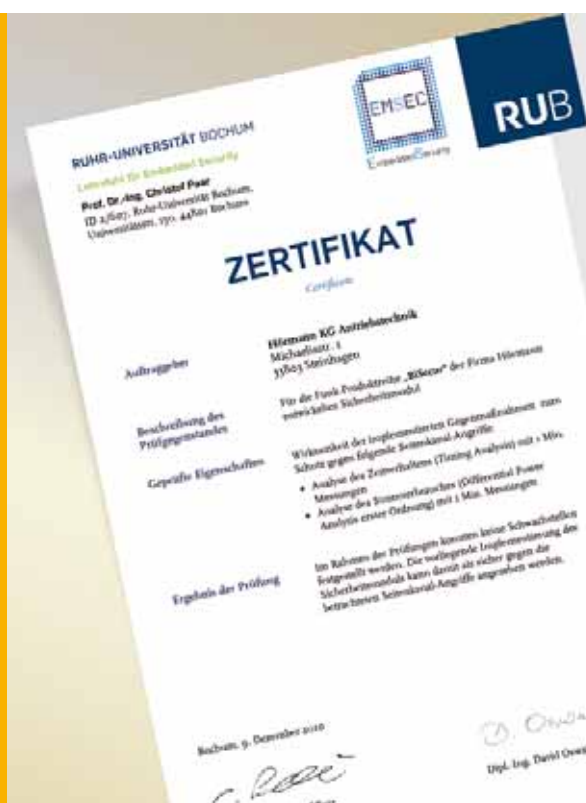 RUHR-UNIVERSITÄT BOCHUM
Lehrstuhl für Embedded Security
Prof. Dr.-Ing. Christof Paar
ID 2/607, Ruhr-Universität Bochum,
Universitätsstr. 150, 44801 Bochum
EMSEC
Embedded Security
RUB
ZERTIFIKAT
Certificate
Auftraggeber
Hörmann KG Antriebstechnik
Michaelisstr. 1
33803 Steinhagen
Beschreibung des
Prüfgegenstandes
Für die Funk Produktreihe „BiSecur“ der Firma Hörmann
entwickeltes Sicherheitsmodul
Geprüfte Eigenschaften
Wirksamkeit der implementierten Gegenmaßnahmen zum
Schutz gegen folgende Seitenkanal-Angriffe:
• Analyse des Zeitverhaltens (Timing Analysis) mit 1 Mio.
Messungen
• Analyse des Stromverbrauches (Differential Power
Analysis erster Ordnung) mit 1 Mio. Messungen
Ergebnis der Prüfung
Im Rahmen der Prüfungen konnten keine Schwachstellen
festgestellt werden. Die vorliegende Implementierung des
Sicherheitsmoduls kann damit als sicher gegen die
betrachteten Seitenkanal-Angriffe angesehen werden.
Bochum, 9. Dezember 2010
Dipl. Ing. David Osw